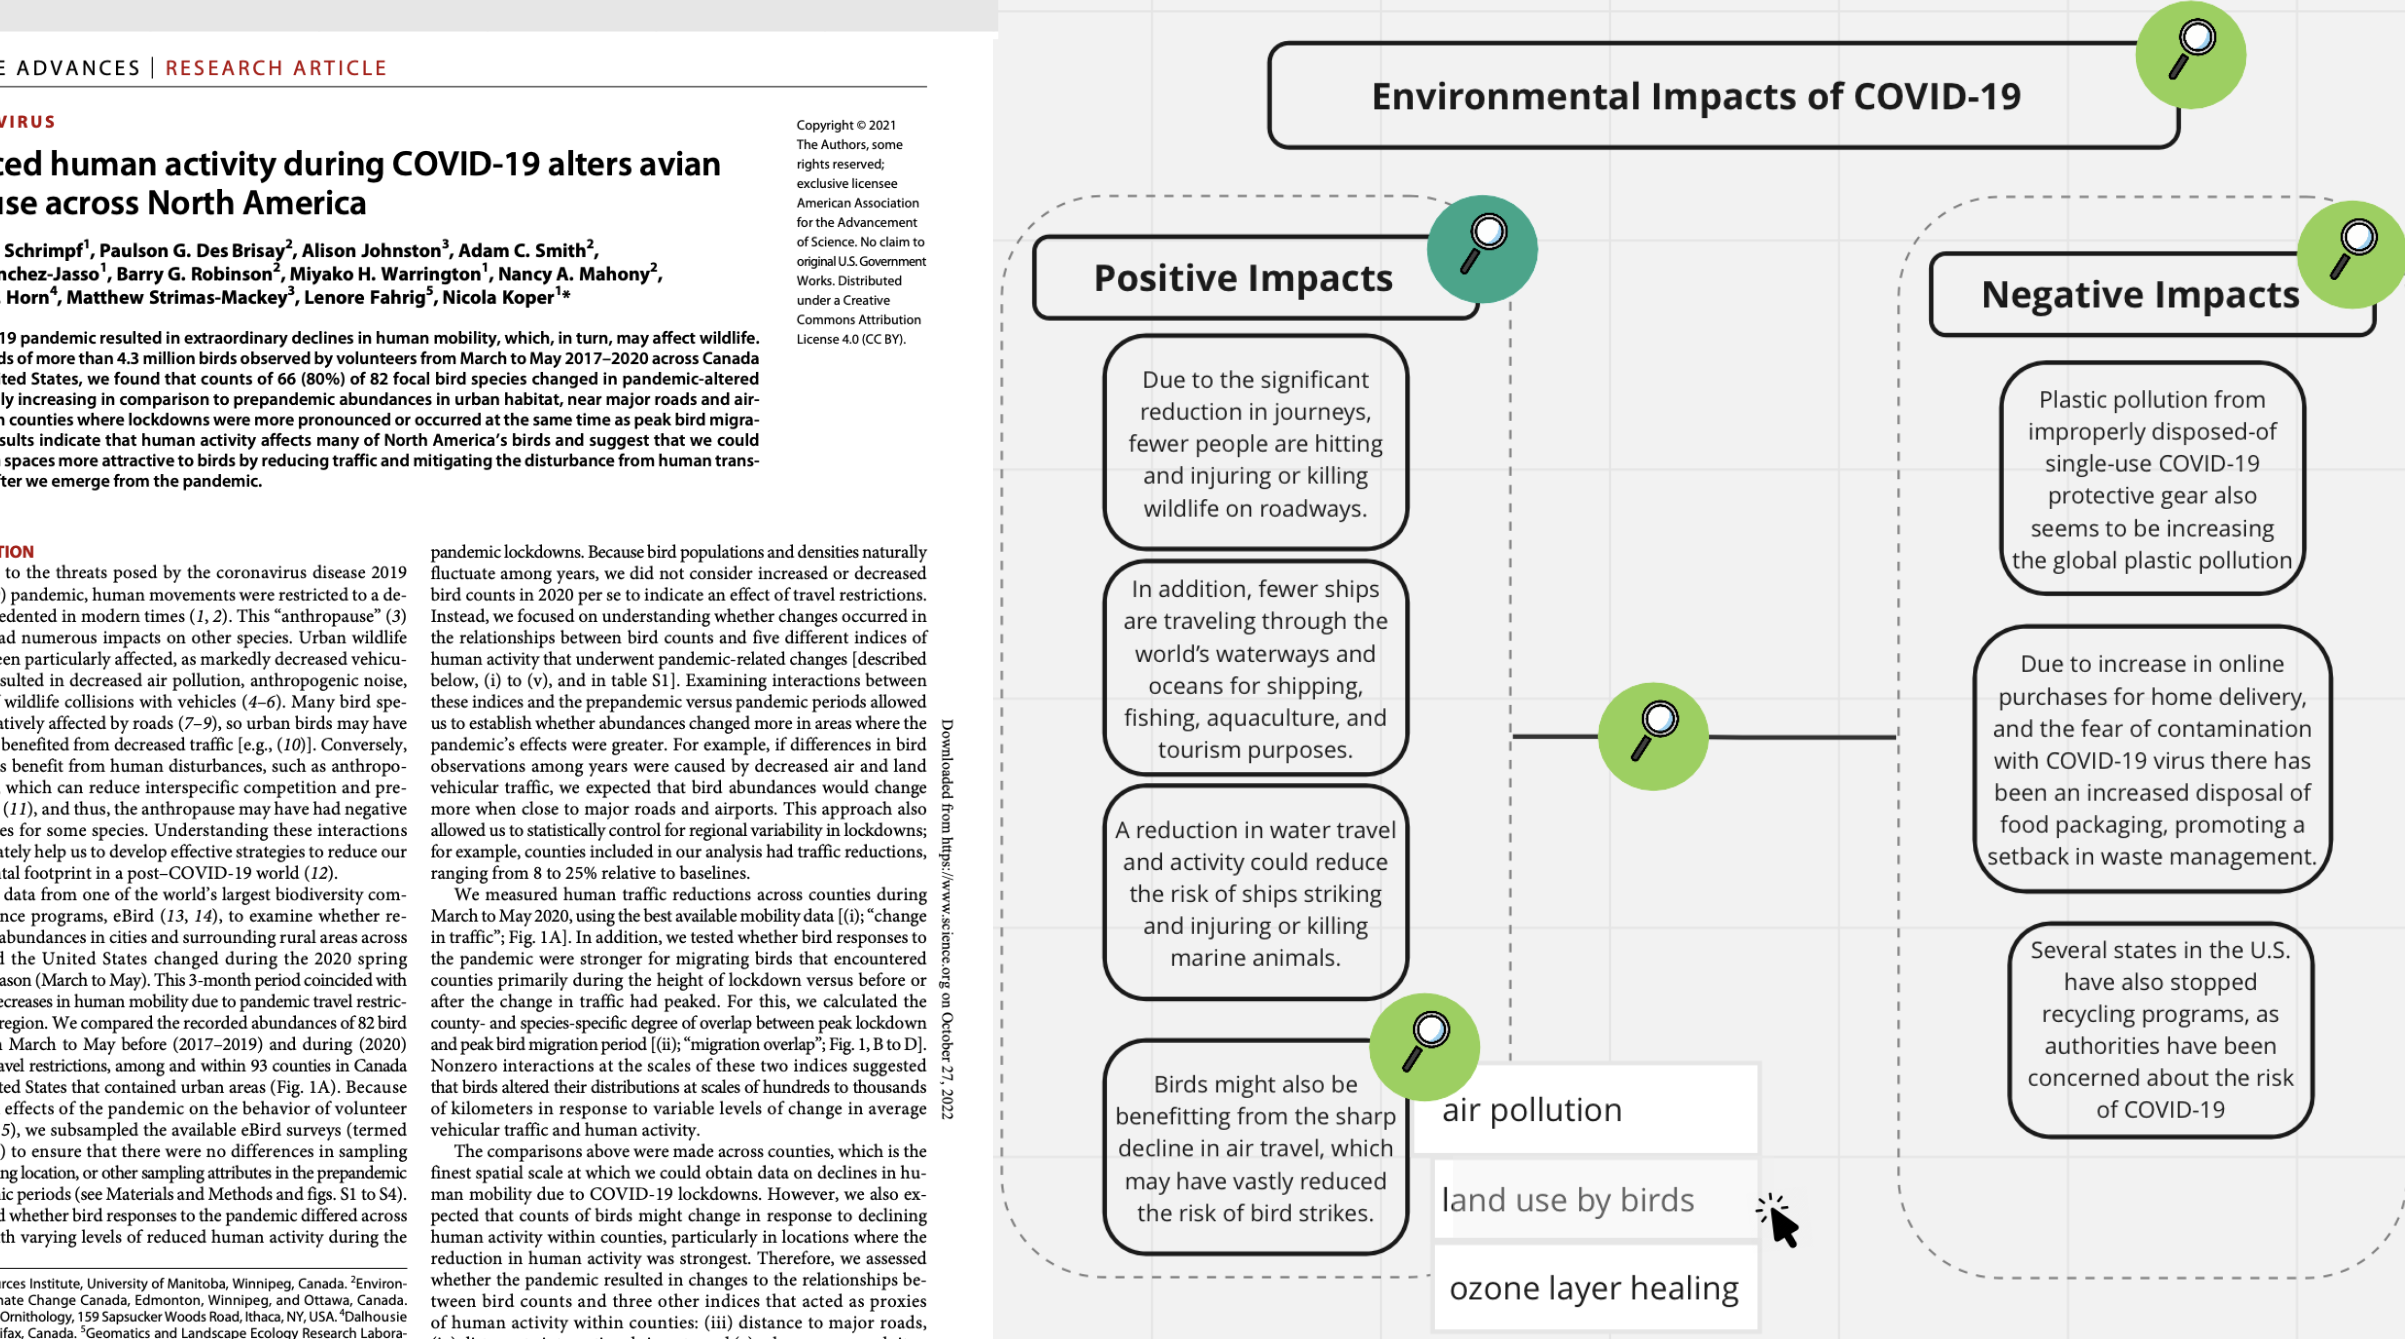 E ADVANCES | RESEARCH ARTICLE
VIRUS
ced human activity during COVID-19 alters avian
use across North America
Schrimpf1, Paulson G. Des Brisay2, Alison Johnston3, Adam C. Smith2,
nchez-Jasso1, Barry G. Robinson2, Miyako H. Warrington1, Nancy A. Mahony2,
. Horn4, Matthew Strimas-Mackey3, Lenore Fahrig5, Nicola Koper1*
19 pandemic resulted in extraordinary declines in human mobility, which, in turn, may affect wildlife.
ds of more than 4.3 million birds observed by volunteers from March to May 2017–2020 across Canada
ited States, we found that counts of 66 (80%) of 82 focal bird species changed in pandemic-altered
ly increasing in comparison to prepandemic abundances in urban habitat, near major roads and air-
n counties where lockdowns were more pronounced or occurred at the same time as peak bird migra-
sults indicate that human activity affects many of North America's birds and suggest that we could
spaces more attractive to birds by reducing traffic and mitigating the disturbance from human trans-
fter we emerge from the pandemic.
Copyright © 2021
The Authors, some
rights reserved;
exclusive licensee
American Association
for the Advancement
of Science. No claim to
original U.S. Government
Works. Distributed
under a Creative
Commons Attribution
License 4.0 (CC BY).
TION
to the threats posed by the coronavirus disease 2019
) pandemic, human movements were restricted to a de-
edented in modern times (1, 2). This “anthropause” (3)
ad numerous impacts on other species. Urban wildlife
een particularly affected, as markedly decreased vehicu-
sulted in decreased air pollution, anthropogenic noise,
f wildlife collisions with vehicles (4–6). Many bird spe-
atively affected by roads (7–9), so urban birds may have
benefited from decreased traffic [e.g., (10)]. Conversely,
s benefit from human disturbances, such as anthropo-
, which can reduce interspecific competition and pre-
(11), and thus, the anthropause may have had negative
es for some species. Understanding these interactions
ately help us to develop effective strategies to reduce our
tal footprint in a post–COVID-19 world (12).
data from one of the world's largest biodiversity com-
nce programs, eBird (13, 14), to examine whether re-
abundances in cities and surrounding rural areas across
d the United States changed during the 2020 spring
ason (March to May). This 3-month period coincided with
ecreases in human mobility due to pandemic travel restric-
region. We compared the recorded abundances of 82 bird
n March to May before (2017–2019) and during (2020)
avel restrictions, among and within 93 counties in Canada
ted States that contained urban areas (Fig. 1A). Because
effects of the pandemic on the behavior of volunteer
5), we subsampled the available eBird surveys (termed
) to ensure that there were no differences in sampling
ng location, or other sampling attributes in the prepandemic
ic periods (see Materials and Methods and figs. S1 to S4).
d whether bird responses to the pandemic differed across
th varying levels of reduced human activity during the
urces Institute, University of Manitoba, Winnipeg, Canada. 2Environ-
nate Change Canada, Edmonton, Winnipeg, and Ottawa, Canada.
Ornithology, 159 Sapsucker Woods Road, Ithaca, NY, USA. 4Dalhousie
ifax, Canada. 5Geomatics and Landscape Ecology Research Labora-
pandemic lockdowns. Because bird populations and densities naturally
fluctuate among years, we did not consider increased or decreased
bird counts in 2020 per se to indicate an effect of travel restrictions.
Instead, we focused on understanding whether changes occurred in
the relationships between bird counts and five different indices of
human activity that underwent pandemic-related changes [described
below, (i) to (v), and in table S1]. Examining interactions between
these indices and the prepandemic versus pandemic periods allowed
us to establish whether abundances changed more in areas where the
pandemic's effects were greater. For example, if differences in bird
observations among years were caused by decreased air and land
vehicular traffic, we expected that bird abundances would change
more when close to major roads and airports. This approach also
allowed us to statistically control for regional variability in lockdowns;
for example, counties included in our analysis had traffic reductions,
ranging from 8 to 25% relative to baselines.
We measured human traffic reductions across counties during
March to May 2020, using the best available mobility data [(i); “change
in traffic”; Fig. 1A]. In addition, we tested whether bird responses to
the pandemic were stronger for migrating birds that encountered
counties primarily during the height of lockdown versus before or
after the change in traffic had peaked. For this, we calculated the
county- and species-specific degree of overlap between peak lockdown
and peak bird migration period [(ii); “migration overlap”; Fig. 1, B to D].
Nonzero interactions at the scales of these two indices suggested
that birds altered their distributions at scales of hundreds to thousands
of kilometers in response to variable levels of change in average
vehicular traffic and human activity.
The comparisons above were made across counties, which is the
finest spatial scale at which we could obtain data on declines in hu-
man mobility due to COVID-19 lockdowns. However, we also ex-
pected that counts of birds might change in response to declining
human activity within counties, particularly in locations where the
reduction in human activity was strongest. Therefore, we assessed
whether the pandemic resulted in changes to the relationships be-
tween bird counts and three other indices that acted as proxies
of human activity within counties: (iii) distance to major roads,
Downloaded from https://www.science.org on October 27, 2022
Environmental Impacts of COVID-19
Positive Impacts
Due to the significant
reduction in journeys,
fewer people are hitting
and injuring or killing
wildlife on roadways.
In addition, fewer ships
are traveling through the
world's waterways and
oceans for shipping,
fishing, aquaculture, and
tourism purposes.
A reduction in water travel
and activity could reduce
the risk of ships striking
and injuring or killing
marine animals.
Birds might also be
benefitting from the sharp
decline in air travel, which
may have vastly reduced
the risk of bird strikes.
air pollution
land use by birds
ozone layer healing
Negative Impacts
Plastic pollution from
improperly disposed-of
single-use COVID-19
protective gear also
seems to be increasing
the global plastic pollution
Due to increase in online
purchases for home delivery,
and the fear of contamination
with COVID-19 virus there has
been an increased disposal of
food packaging, promoting a
setback in waste management.
Several states in the U.S.
have also stopped
recycling programs, as
authorities have been
concerned about the risk
of COVID-19